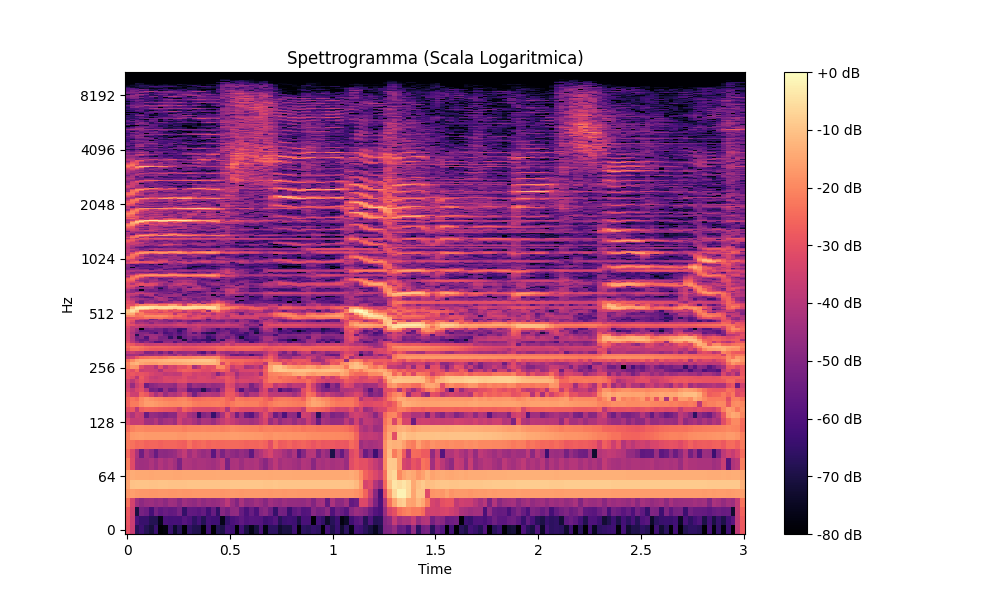 Spettrogramma (Scala Logaritmica)
8192
4096
2048
1024
512
256
128
64
0
Hz
0
0.5
1
1.5
2
2.5
3
Time
+0 dB
-10 dB
-20 dB
-30 dB
-40 dB
-50 dB
-60 dB
-70 dB
-80 dB